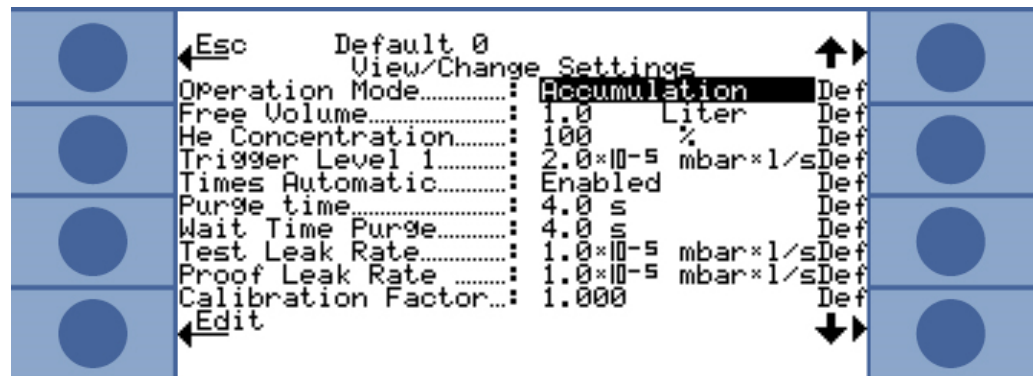 Esc Default 0
View/Change Settings
Operation Mode..............: Accumulation Def
Free Volume.................: 1.0 Liter Def
He Concentration.........: 100 % Def
Trigger Level 1..........: 2.0×10-5 mbar×l/sDef
Times Automatic..........: Enabled Def
Purge time...............: 4.0 s Def
Wait Time Purge..........: 4.0 s Def
Test Leak Rate...........: 1.0×10-5 mbar×l/sDef
Proof Leak Rate .......: 1.0×10-5 mbar×l/sDef
Calibration Factor...: 1.000 Def
Edit